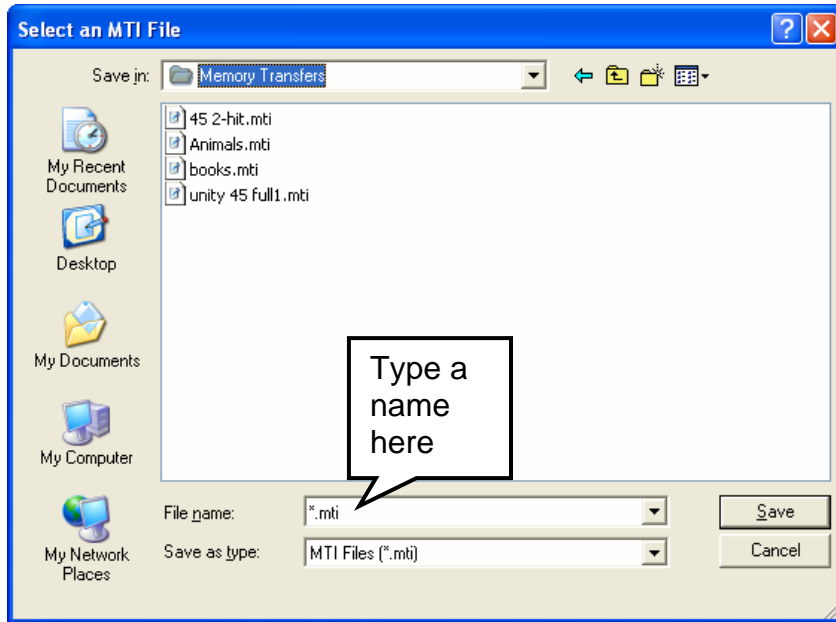 Select an MTI File
Save in: Memory Transfers
45 2-hit.mti
Animals.mti
books.mti
unity 45 full1.mti
My Recent
Documents
Desktop
My Documents
My Computer
My Network
Places
Type a
name
here
File name: *.mti
Save
Save as type: MTI Files (*.mti)
Cancel